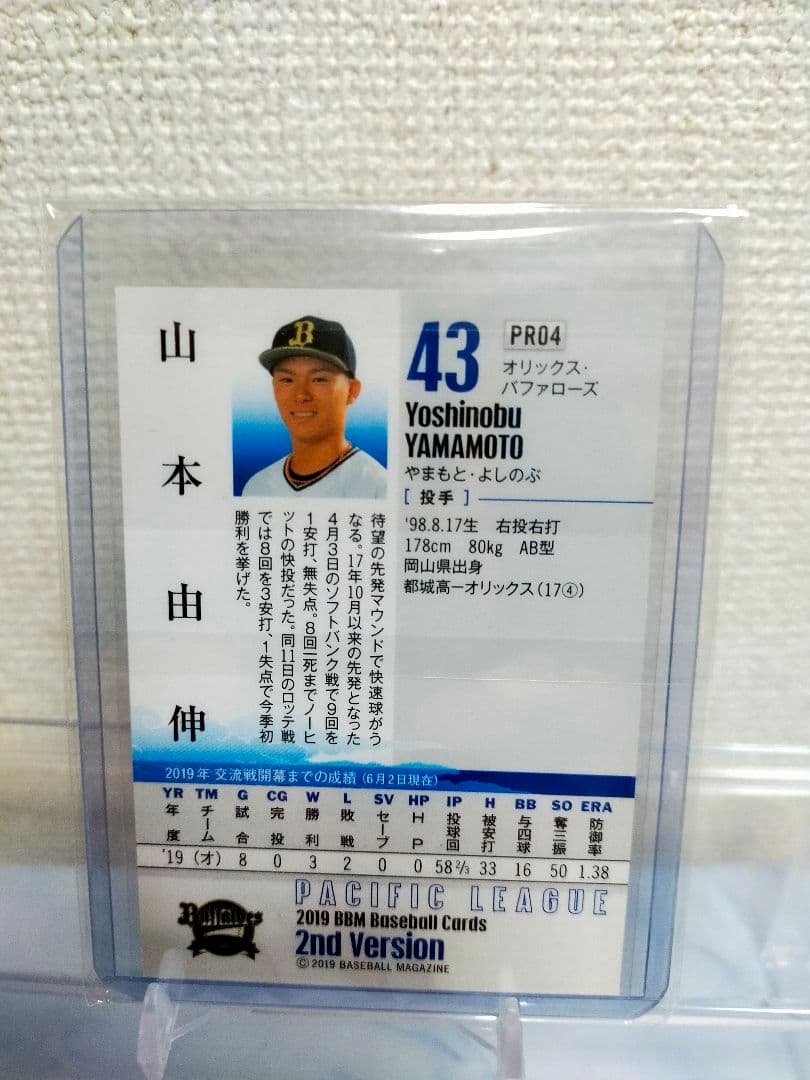 山本由伸
B
43
PR04
オリックス・
バファローズ
Yoshinobu
YAMAMOTO
やまもと・よしのぶ
[投手]
'98.8.17生 右投右打
178cm 80kg AB型
岡山県出身
都城高ーオリックス(17④)
待望の先発マウンドで快速球がう
なる。17年10月以来の先発となった
4月3日のソフトバンク戦で9回を
1安打、無失点。8回一死までノーヒ
ットの快投だった。同11日のロッテ戦
では8回を3安打、1失点で今季初
勝利を挙げた。
2019年 交流戦開幕までの成績(6月2日現在)
YR TM G CG W L SV HP IP H BB SO ERA
年度 チーム 試合 完投 勝利 敗戦 セーブ HP 投球回 被安打 与四球 奪三振 防御率
'19 (オ) 8 0 3 2 0 0 58 2/3 33 16 50 1.38
PACIFIC LEAGUE
Buffaloes
2019 BBM Baseball Cards
2nd Version
©2019 BASEBALL MAGAZINE